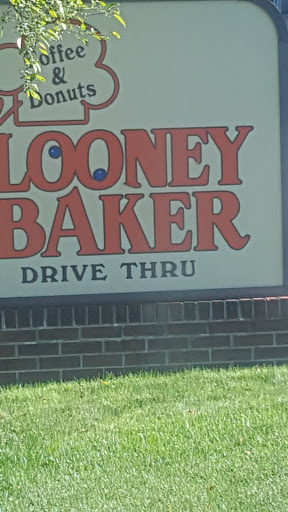 Coffee
&
Donuts
LOONEY
BAKER
DRIVE THRU